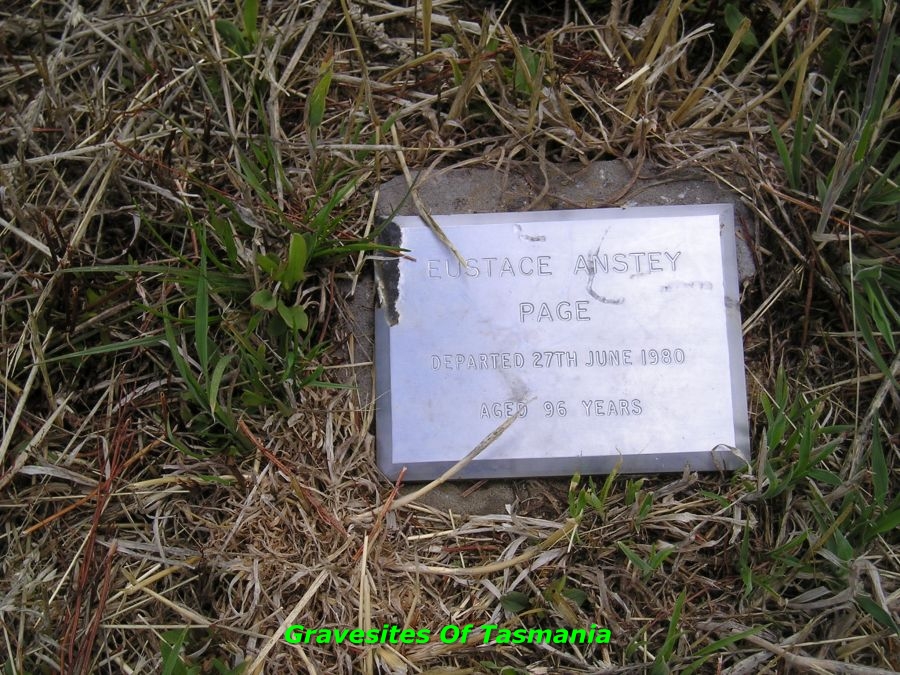 EUSTACE ANSTEY
PAGE
DEPARTED 27TH JUNE 1980
AGED 96 YEARS
Gravesites Of Tasmania